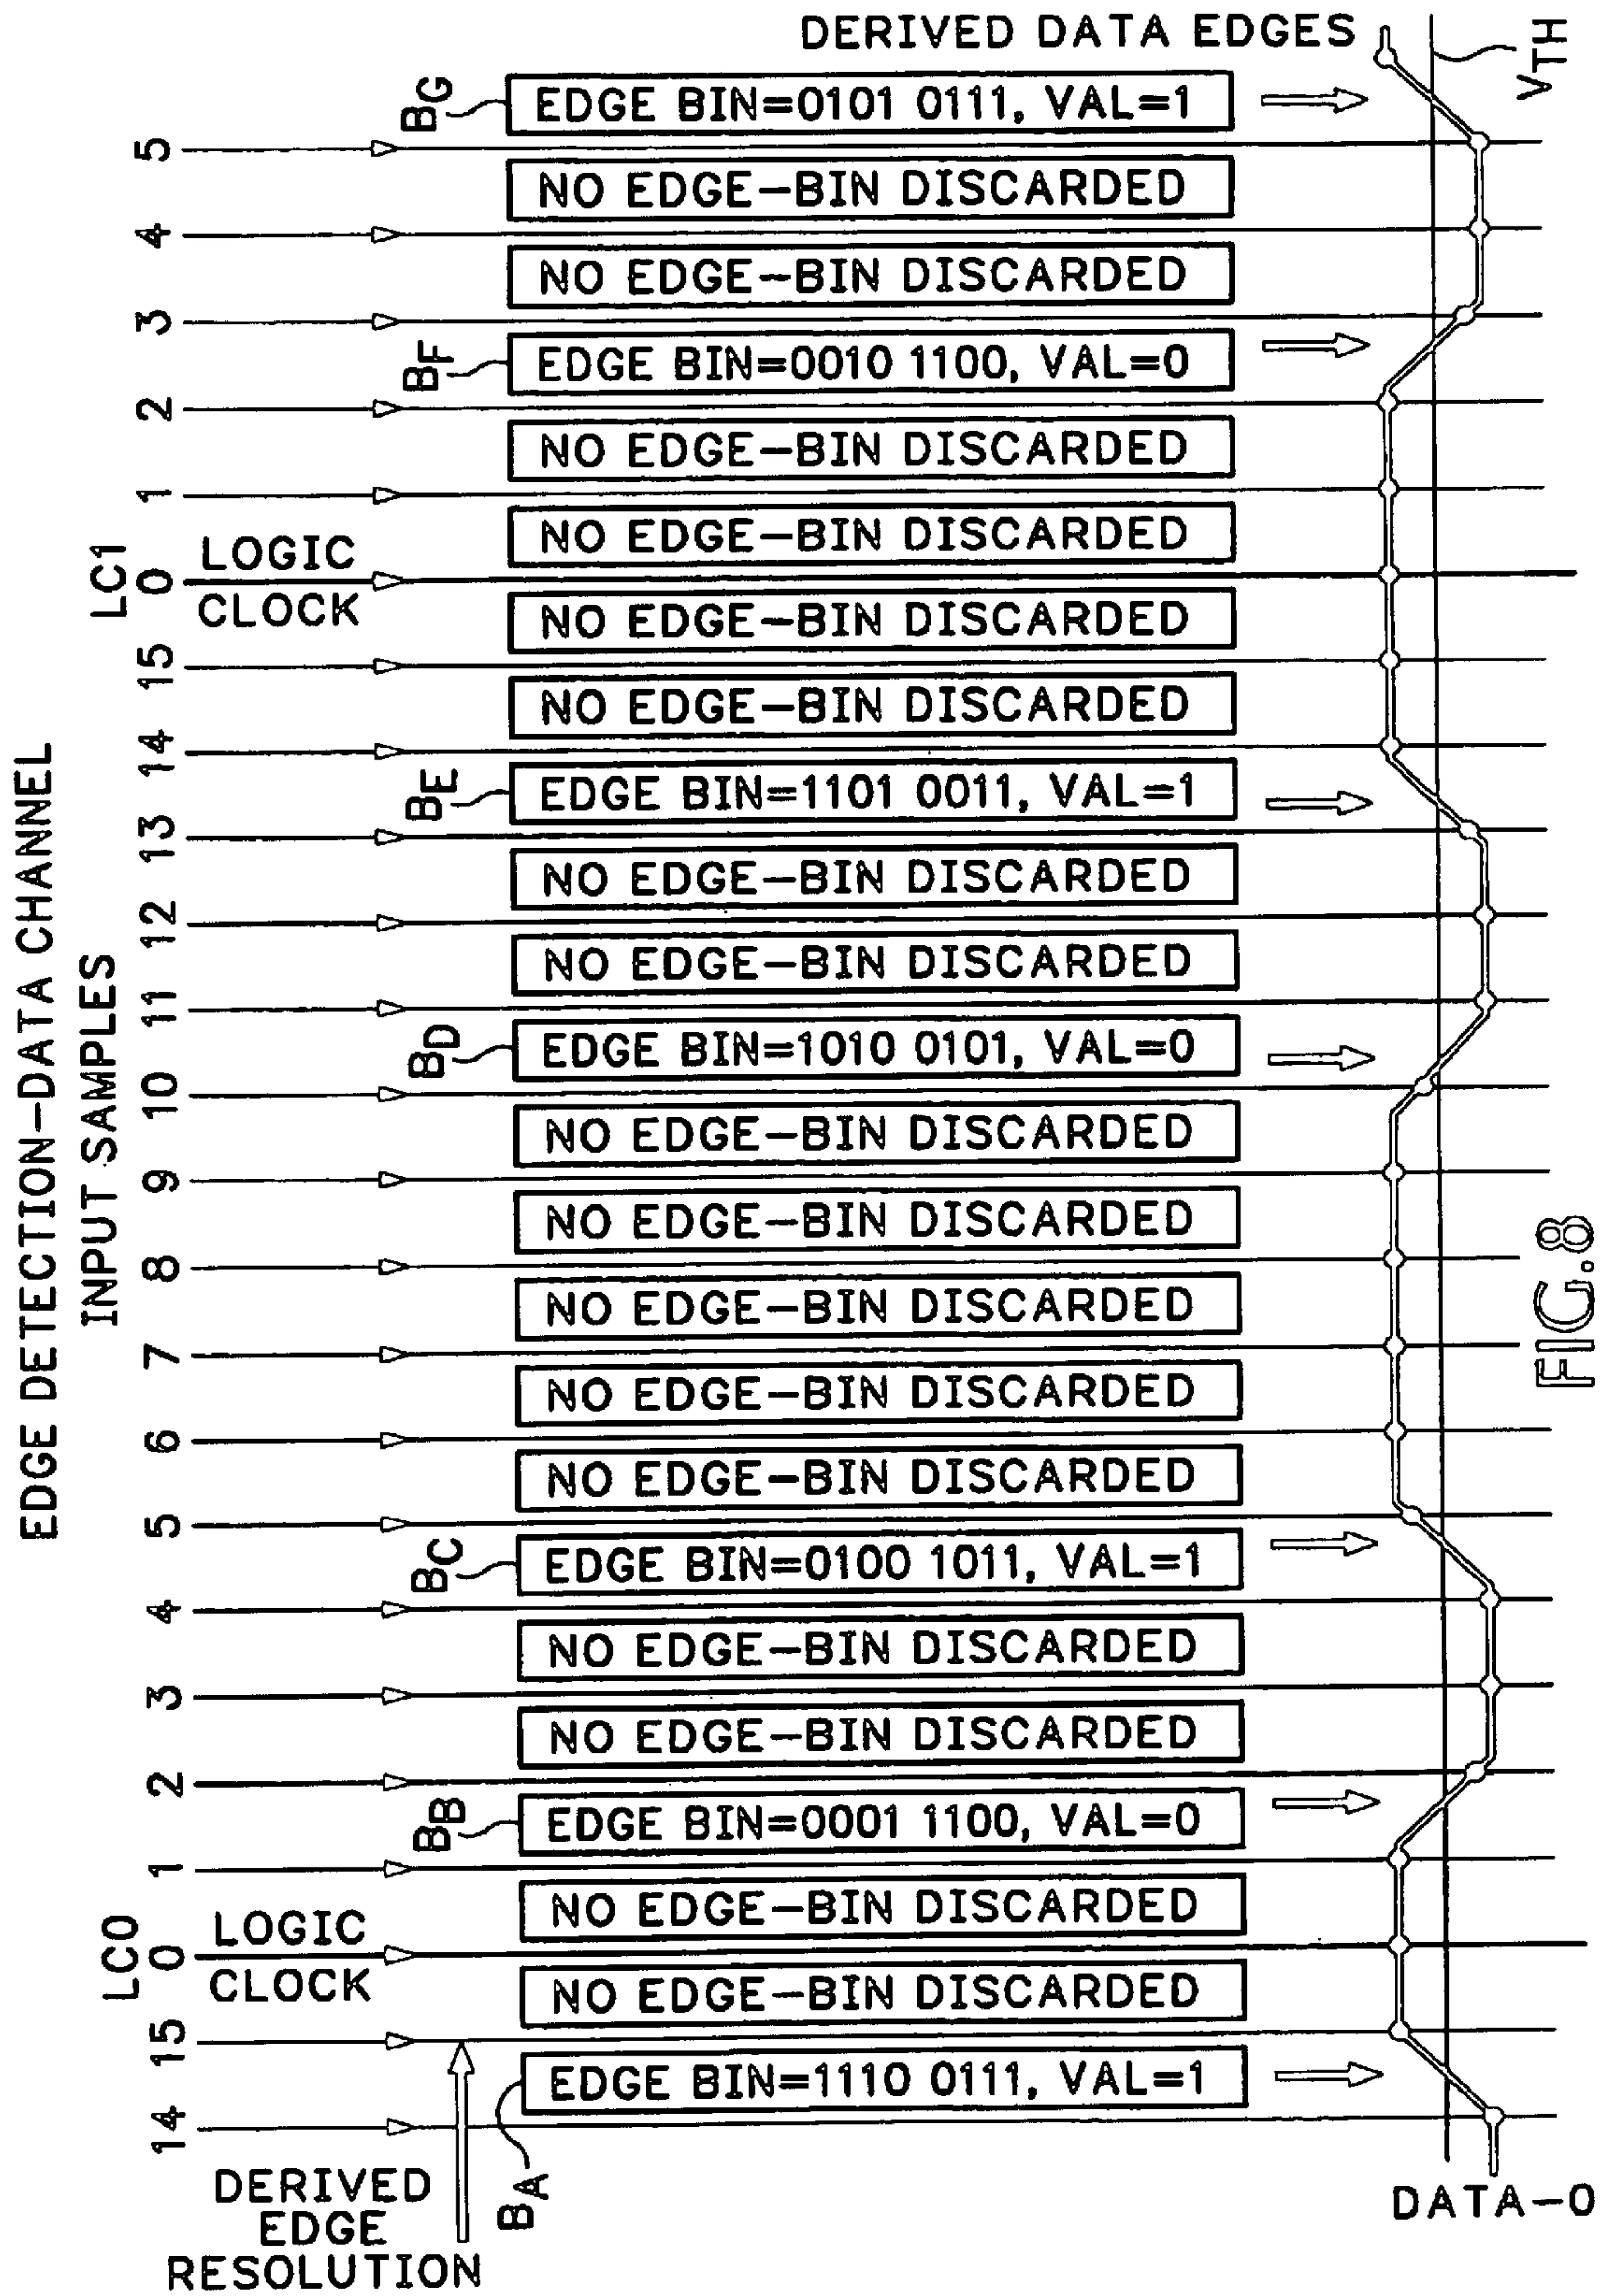 EDGE DETECTION-DATA CHANNEL
INPUT SAMPLES
LC0
LC1
14
15
0
1
2
3
4
5
6
7
8
9
10
11
12
13
14
15
0
1
2
3
4
5
LOGIC
CLOCK
LOGIC
CLOCK
DERIVED
EDGE
RESOLUTION
BA
EDGE BIN=1110 0111, VAL=1
NO EDGE-BIN DISCARDED
NO EDGE-BIN DISCARDED
BB
EDGE BIN=0001 1100, VAL=0
NO EDGE-BIN DISCARDED
NO EDGE-BIN DISCARDED
BC
EDGE BIN=0100 1011, VAL=1
NO EDGE-BIN DISCARDED
NO EDGE-BIN DISCARDED
NO EDGE-BIN DISCARDED
NO EDGE-BIN DISCARDED
NO EDGE-BIN DISCARDED
BD
EDGE BIN=1010 0101, VAL=0
NO EDGE-BIN DISCARDED
NO EDGE-BIN DISCARDED
BE
EDGE BIN=1101 0011, VAL=1
NO EDGE-BIN DISCARDED
NO EDGE-BIN DISCARDED
NO EDGE-BIN DISCARDED
NO EDGE-BIN DISCARDED
BF
EDGE BIN=0010 1100, VAL=0
NO EDGE-BIN DISCARDED
NO EDGE-BIN DISCARDED
BG
EDGE BIN=0101 0111, VAL=1
DERIVED DATA EDGES
DATA-0
VTH
FIG.8